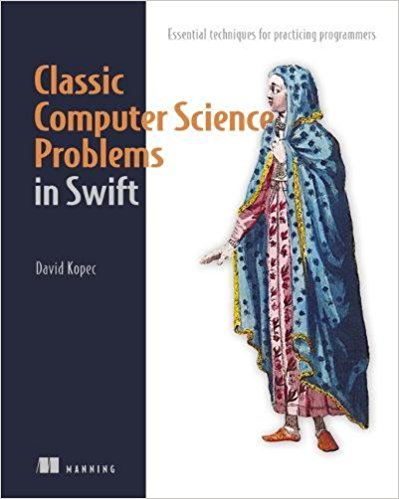 Essential techniques for practicing programmers
Classic
Computer Science
Problems
in Swift
David Kopec
MANNING